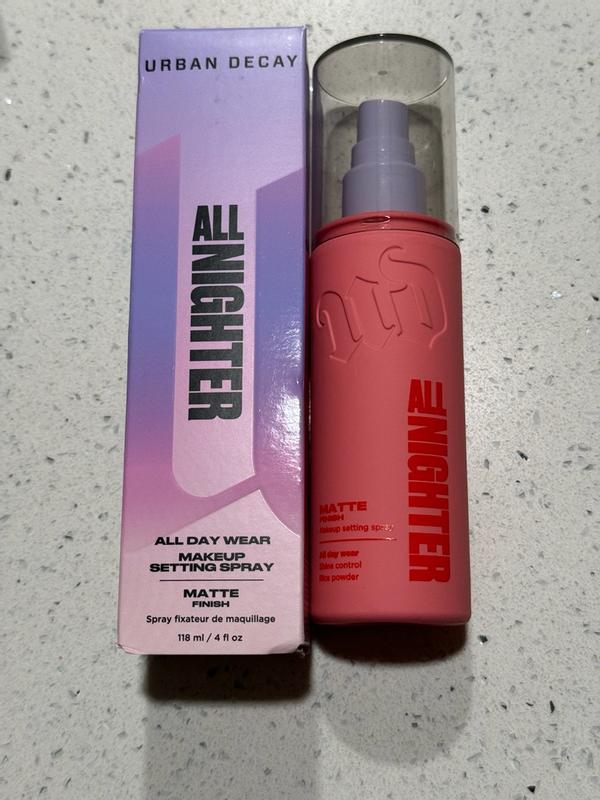 URBAN DECAY
ALL NIGHTER
ALL DAY WEAR
MAKEUP
SETTING SPRAY
MATTE
FINISH
Spray fixateur de maquillage
118 ml / 4 fl oz
UD
ALL NIGHTER
MATTE
FINISH
Makeup setting spray
All day wear
Shine control
Rice powder